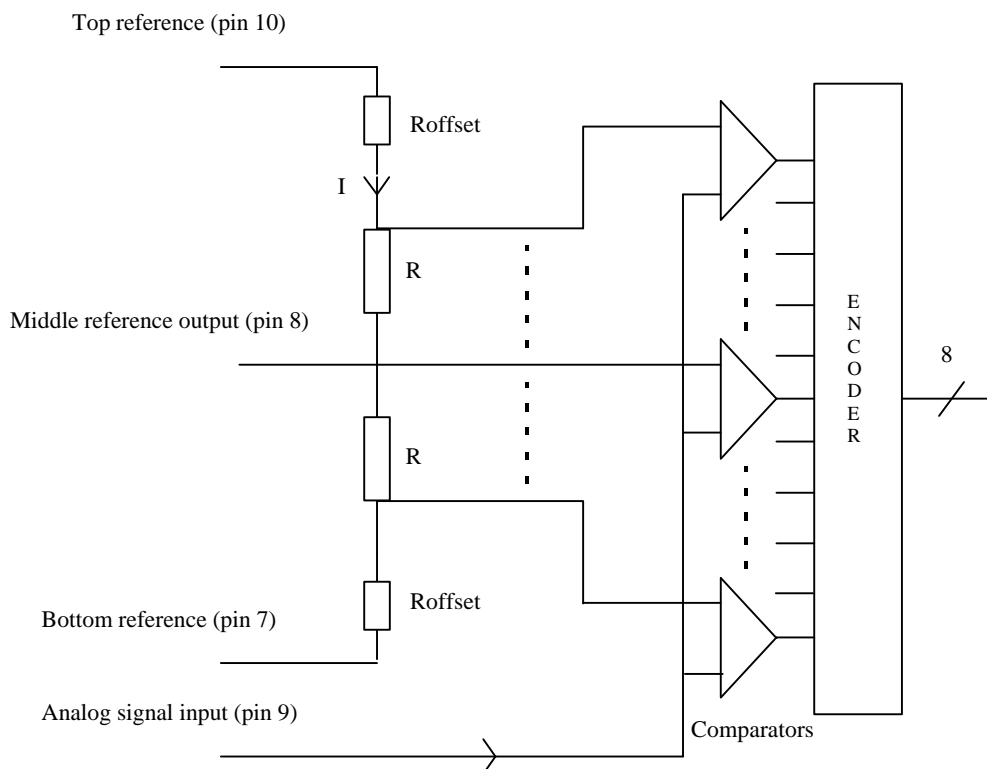 Top reference (pin 10)
Roffset
I
R
Middle reference output (pin 8)
ENCODER
8
R
Roffset
Bottom reference (pin 7)
Analog signal input (pin 9)
Comparators